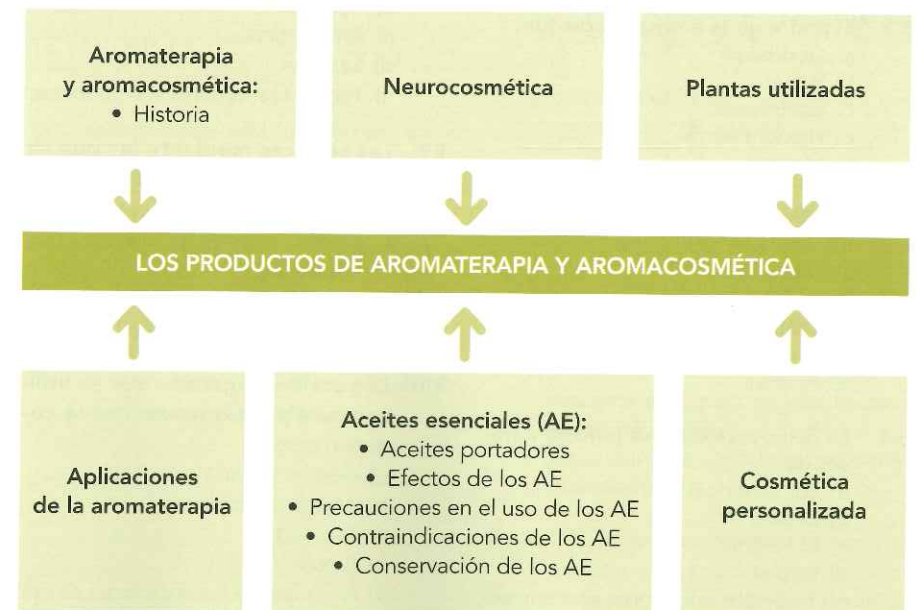 Aromaterapia
y aromacosmética:
• Historia
Neurocosmética
Plantas utilizadas
LOS PRODUCTOS DE AROMATERAPIA Y AROMACOSMÉTICA
Aplicaciones
de la aromaterapia
Aceites esenciales (AE):
• Aceites portadores
• Efectos de los AE
• Precauciones en el uso de los AE
• Contraindicaciones de los AE
• Conservación de los AE
Cosmética
personalizada